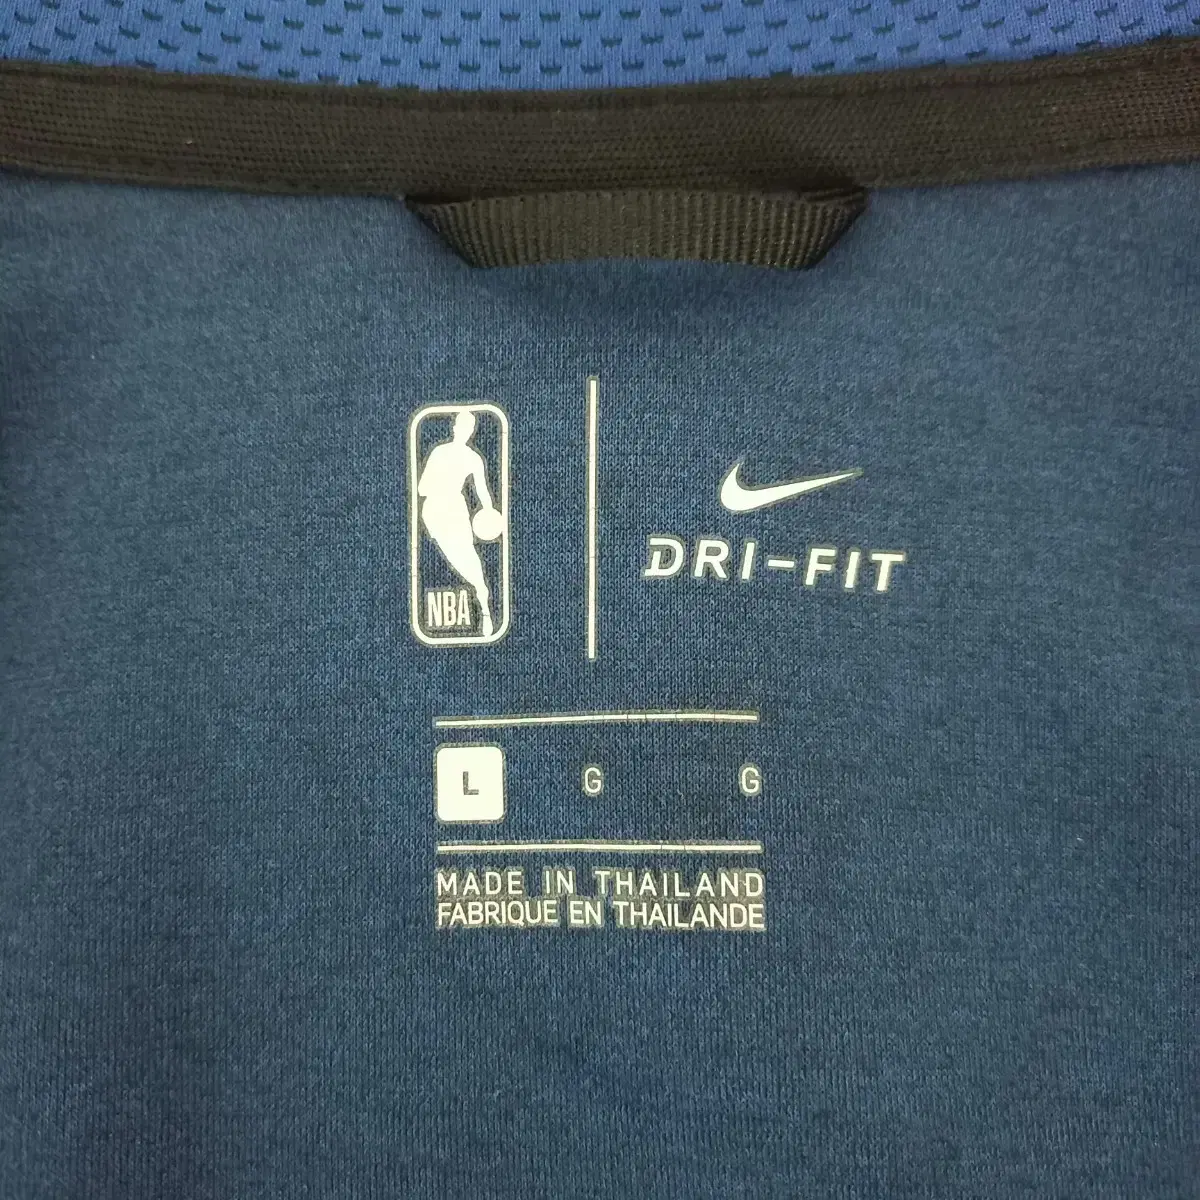 NBA
DRI-FIT
L G G
MADE IN THAILAND
FABRIQUE EN THAILANDE